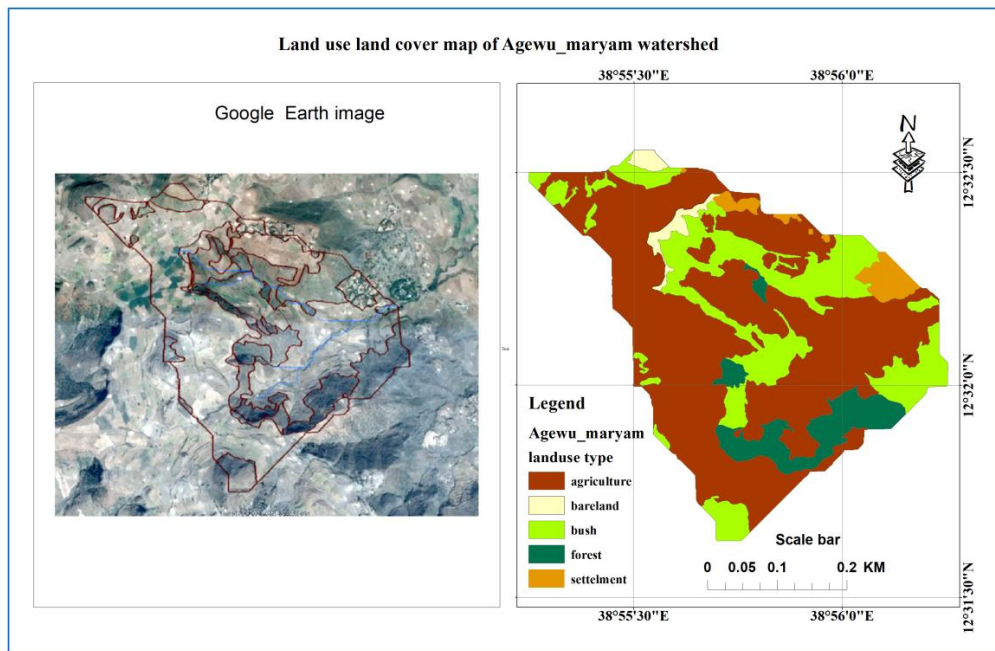 Land use land cover map of Agewu_maryam watershed
Google Earth image
38°55'30"E
38°56'0"E
N
12°32'30"N
12°32'0"N
12°31'30"N
Legend
Agewu_maryam
landuse type
agriculture
bareland
bush
forest
settelment
Scale bar
0 0.05 0.1 0.2 KM
38°55'30"E
38°56'0"E